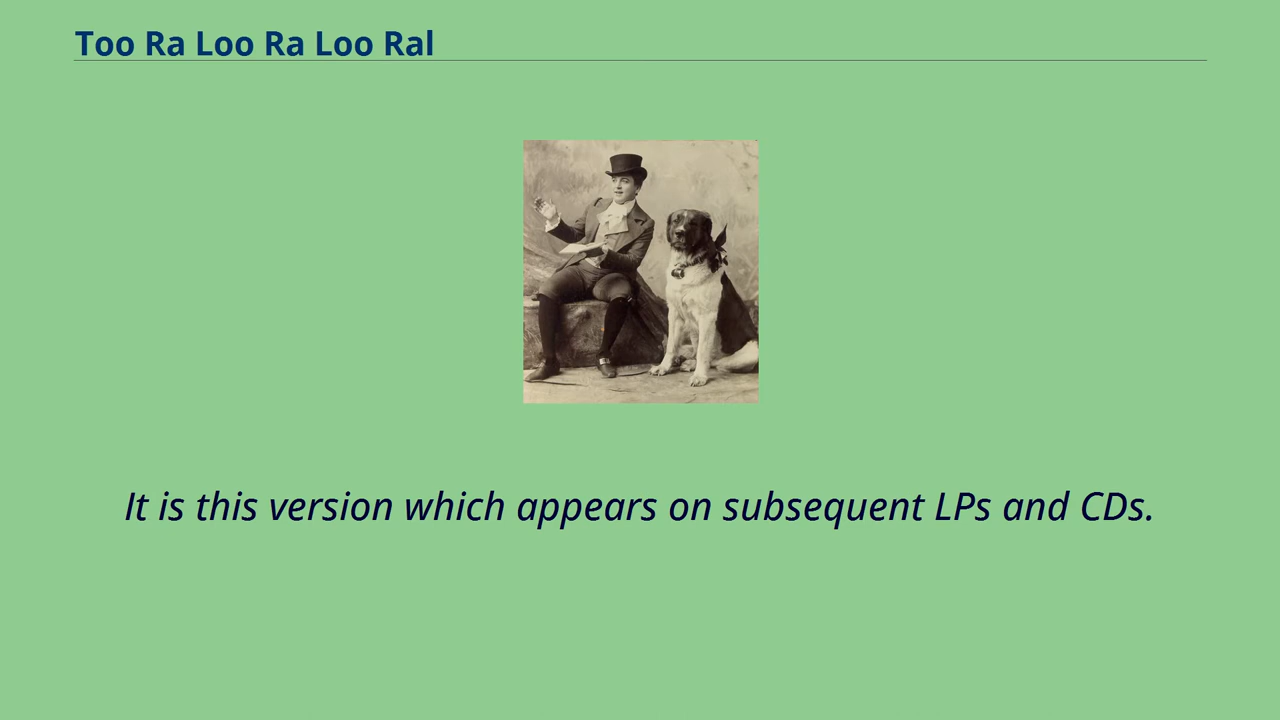 Too Ra Loo Ra Loo Ral
It is this version which appears on subsequent LPs and CDs.